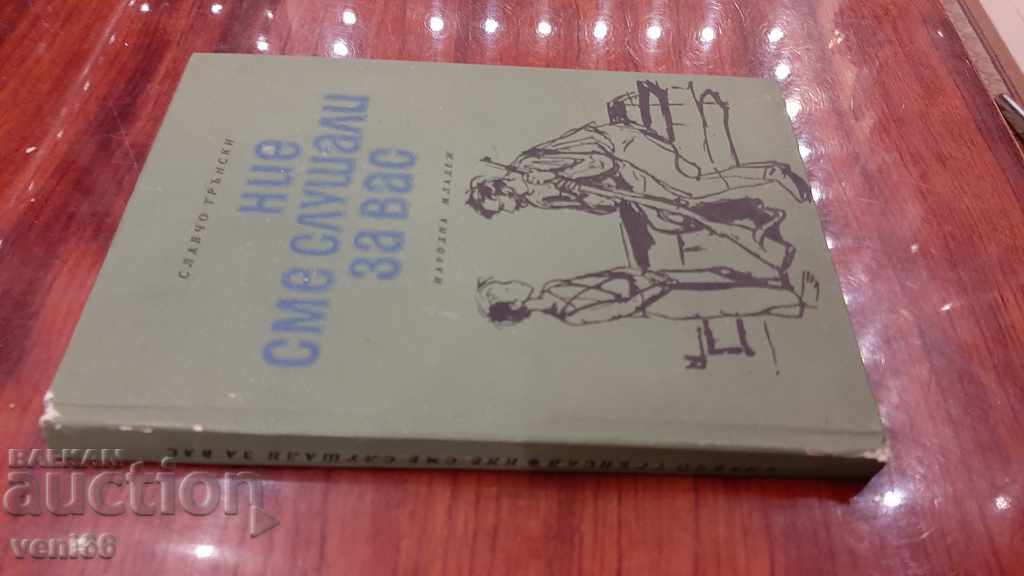 СЛАВЧО ТРЪНСКИ
НИЕ
СМЕ СЛУШАЛИ
ЗА ВАС
НАРОДНА МЛАДЕЖ
СЛАВЧО ТРЪНСКИ НИЕ СМЕ СЛУШАЛИ ЗА ВАС
BALKAN
auction
veni66